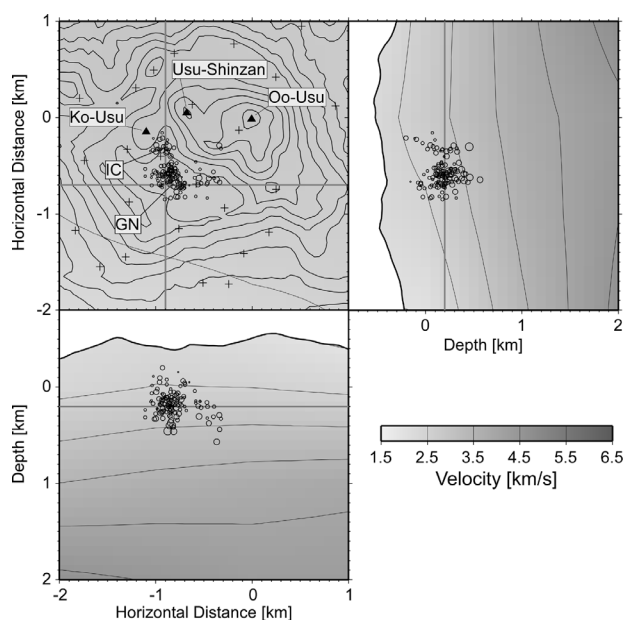 1
0
-1
-2
Horizontal Distance [km]
Usu-Shinzan
Oo-Usu
Ko-Usu
IC
GN
0
1
2
Depth [km]
0
1
2
Depth [km]
-2
-1
0
1
Horizontal Distance [km]
1.5
2.5
3.5
4.5
5.5
6.5
Velocity [km/s]